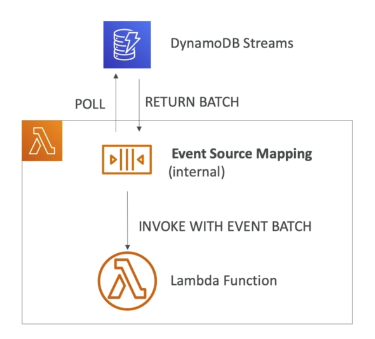 DynamoDB Streams
POLL
RETURN BATCH
Event Source Mapping
(internal)
INVOKE WITH EVENT BATCH
Lambda Function